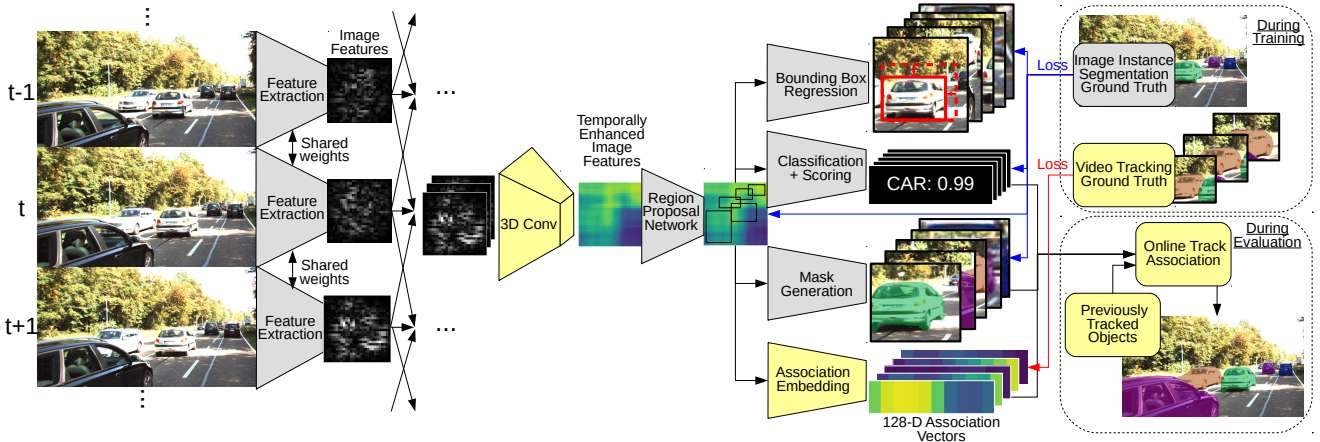 t-1
t
t+1
Feature
Extraction
Image
Features
Shared
weights
Feature
Extraction
Shared
weights
Feature
Extraction
...
...
3D Conv
Temporally
Enhanced
Image
Features
Region
Proposal
Network
Bounding Box
Regression
Classification
+ Scoring
CAR: 0.99
Mask
Generation
Association
Embedding
128-D Association
Vectors
Loss
Loss
During
Training
Image Instance
Segmentation
Ground Truth
Video Tracking
Ground Truth
During
Evaluation
Online Track
Association
Previously
Tracked
Objects